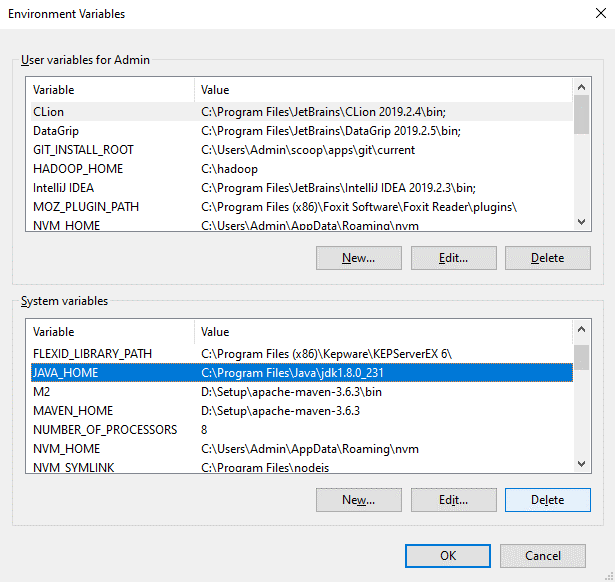 Environment Variables
User variables for Admin
Variable Value
CLion C:\Program Files\JetBrains\CLion 2019.2.4\bin;
DataGrip C:\Program Files\JetBrains\DataGrip 2019.2.5\bin;
GIT_INSTALL_ROOT C:\Users\Admin\scoop\apps\git\current
HADOOP_HOME C:\hadoop
IntelliJ IDEA C:\Program Files\JetBrains\IntelliJ IDEA 2019.2.3\bin;
MOZ_PLUGIN_PATH C:\Program Files (x86)\Foxit Software\Foxit Reader\plugins\
NVM_HOME C:\Users\Admin\AppData\Roaming\nvm
New... Edit... Delete
System variables
Variable Value
FLEXID_LIBRARY_PATH C:\Program Files (x86)\Kepware\KEPServerEX 6\
JAVA_HOME C:\Program Files\Java\jdk1.8.0_231
M2 D:\Setup\apache-maven-3.6.3\bin
MAVEN_HOME D:\Setup\apache-maven-3.6.3
NUMBER_OF_PROCESSORS 8
NVM_HOME C:\Users\Admin\AppData\Roaming\nvm
NVM_SYMLINK C:\Program Files\nodejs
New... Edit... Delete
OK Cancel